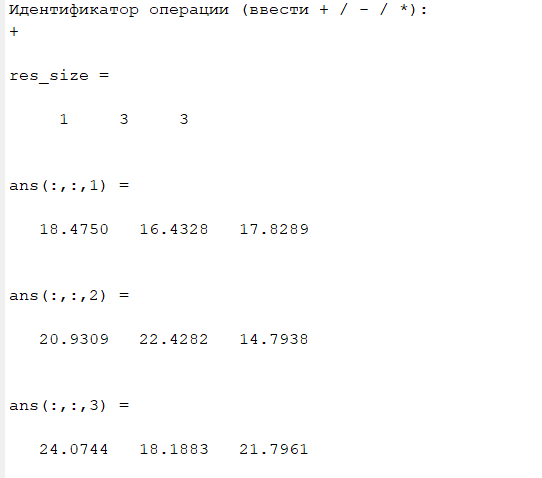 Идентификатор операции (ввести + / - / *):
+
res_size =
1 3 3
ans(:,:,1) =
18.4750 16.4328 17.8289
ans(:,:,2) =
20.9309 22.4282 14.7938
ans(:,:,3) =
24.0744 18.1883 21.7961